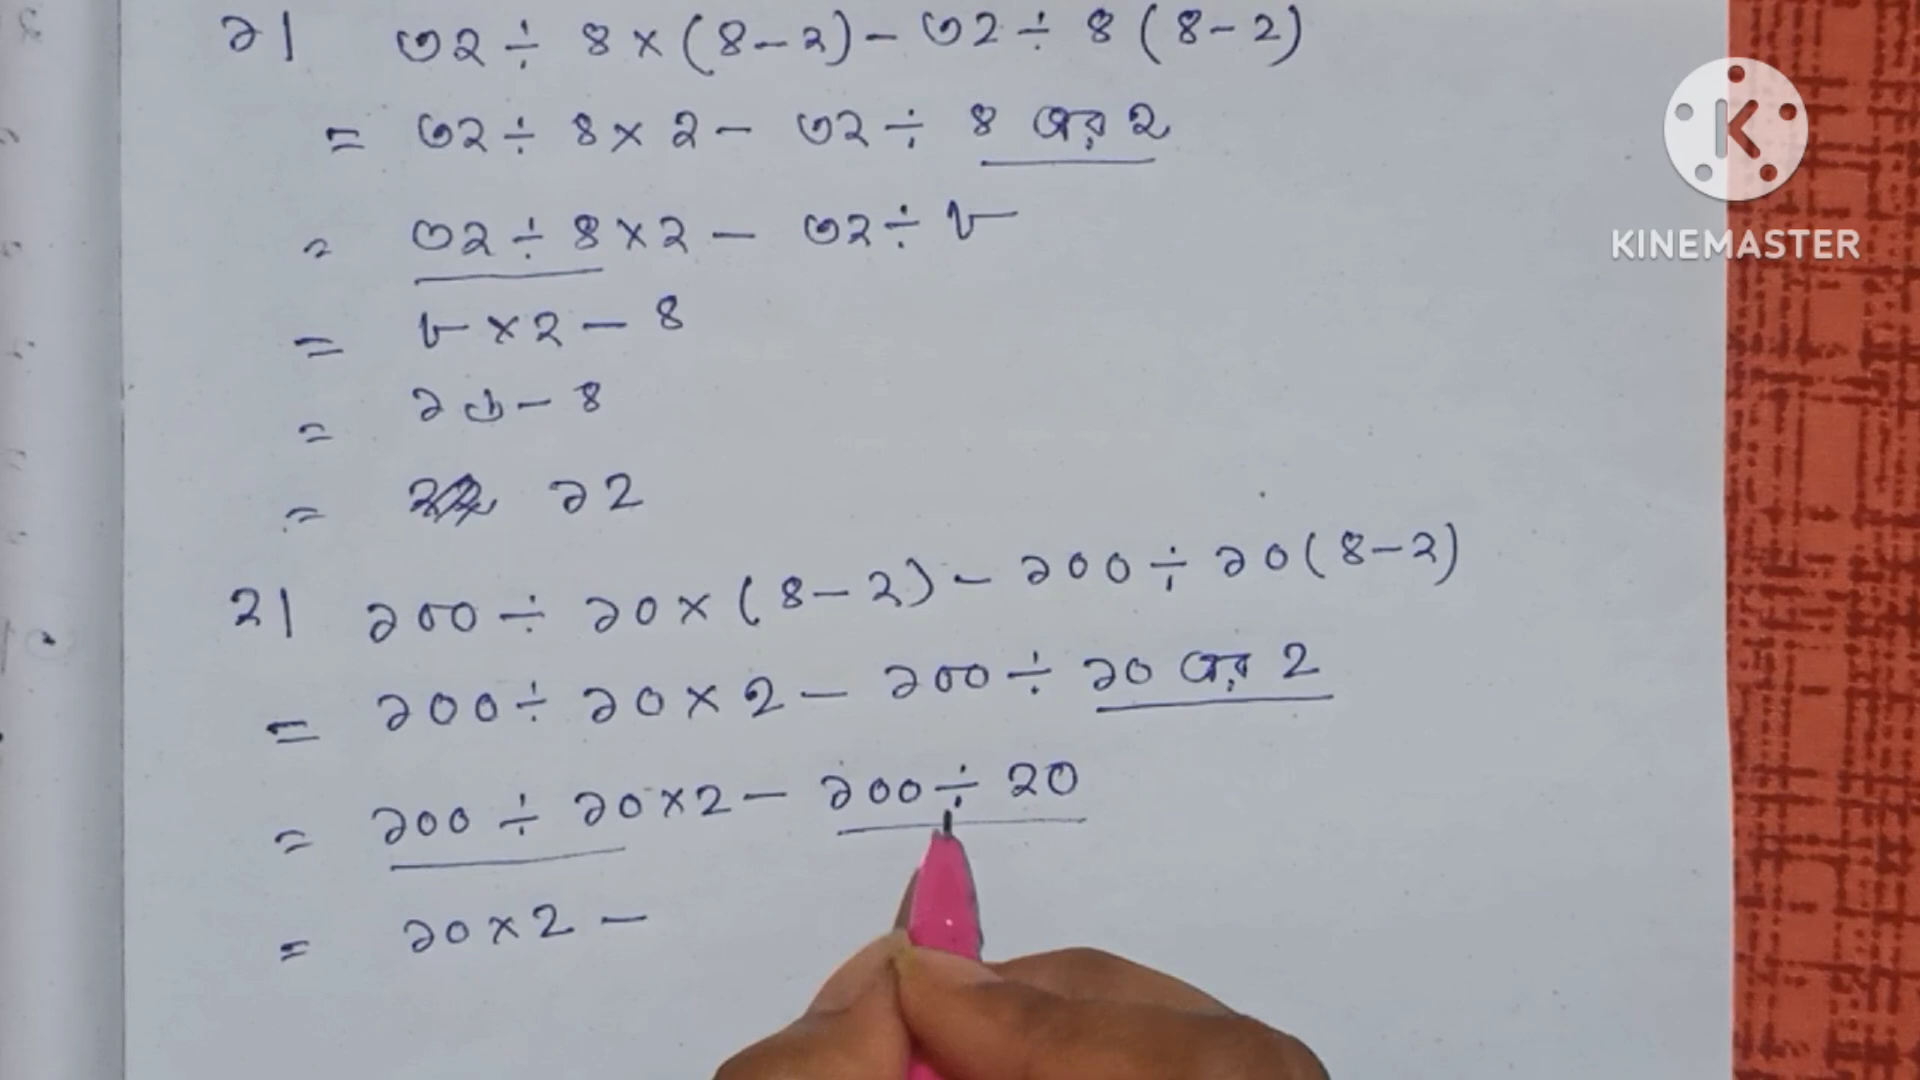 ১। ৩২ ÷ ৪ × (৪ − ২) − ৩২ ÷ ৪ (৪ − ২)
= ৩২ ÷ ৪ × ২ − ৩২ ÷ ৪ এর ২
= ৩২ ÷ ৪ × ২ − ৩২ ÷ ৮
= ৮ × ২ − ৪
= ১৬ − ৪
= ১২
২। ১০০ ÷ ১০ × (৪ − ২) − ১০০ ÷ ১০ (৪ − ২)
= ১০০ ÷ ১০ × ২ − ১০০ ÷ ১০ এর ২
= ১০০ ÷ ১০ × ২ − ১০০ ÷ ২০
= ১০ × ২ −
KINEMASTER